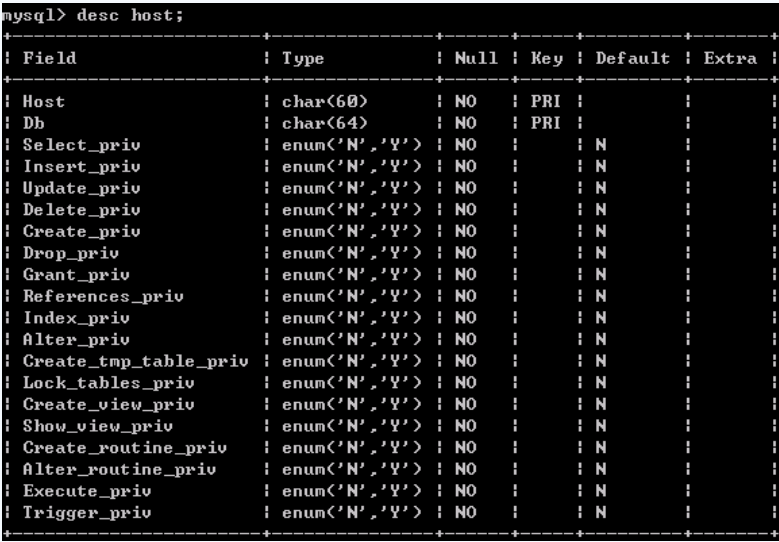 mysql> desc host;
+-----------------------+---------------+------+-----+---------+-------+
| Field                 | Type          | Null | Key | Default | Extra |
+-----------------------+---------------+------+-----+---------+-------+
| Host                  | char(60)      | NO   | PRI |         |       |
| Db                    | char(64)      | NO   | PRI |         |       |
| Select_priv           | enum('N','Y') | NO   |     | N       |       |
| Insert_priv           | enum('N','Y') | NO   |     | N       |       |
| Update_priv           | enum('N','Y') | NO   |     | N       |       |
| Delete_priv           | enum('N','Y') | NO   |     | N       |       |
| Create_priv           | enum('N','Y') | NO   |     | N       |       |
| Drop_priv             | enum('N','Y') | NO   |     | N       |       |
| Grant_priv            | enum('N','Y') | NO   |     | N       |       |
| References_priv       | enum('N','Y') | NO   |     | N       |       |
| Index_priv            | enum('N','Y') | NO   |     | N       |       |
| Alter_priv            | enum('N','Y') | NO   |     | N       |       |
| Create_tmp_table_priv | enum('N','Y') | NO   |     | N       |       |
| Lock_tables_priv      | enum('N','Y') | NO   |     | N       |       |
| Create_view_priv      | enum('N','Y') | NO   |     | N       |       |
| Show_view_priv        | enum('N','Y') | NO   |     | N       |       |
| Create_routine_priv   | enum('N','Y') | NO   |     | N       |       |
| Alter_routine_priv    | enum('N','Y') | NO   |     | N       |       |
| Execute_priv          | enum('N','Y') | NO   |     | N       |       |
| Trigger_priv          | enum('N','Y') | NO   |     | N       |       |
+-----------------------+---------------+------+-----+---------+-------+